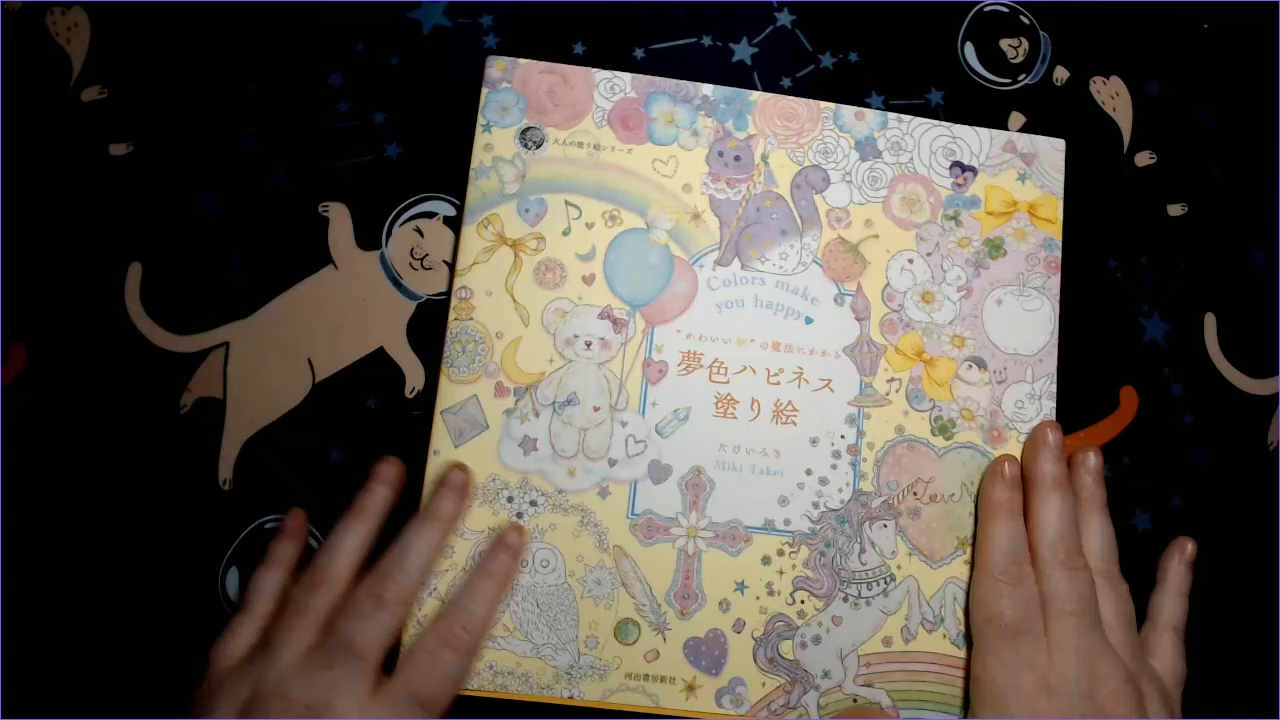 大人の塗り絵シリーズ
Colors make
you happy
"かわいい💛"の魔法にかかる
夢色ハピネス
塗り絵
たけいみき
Miki Takei
Love
河出書房新社